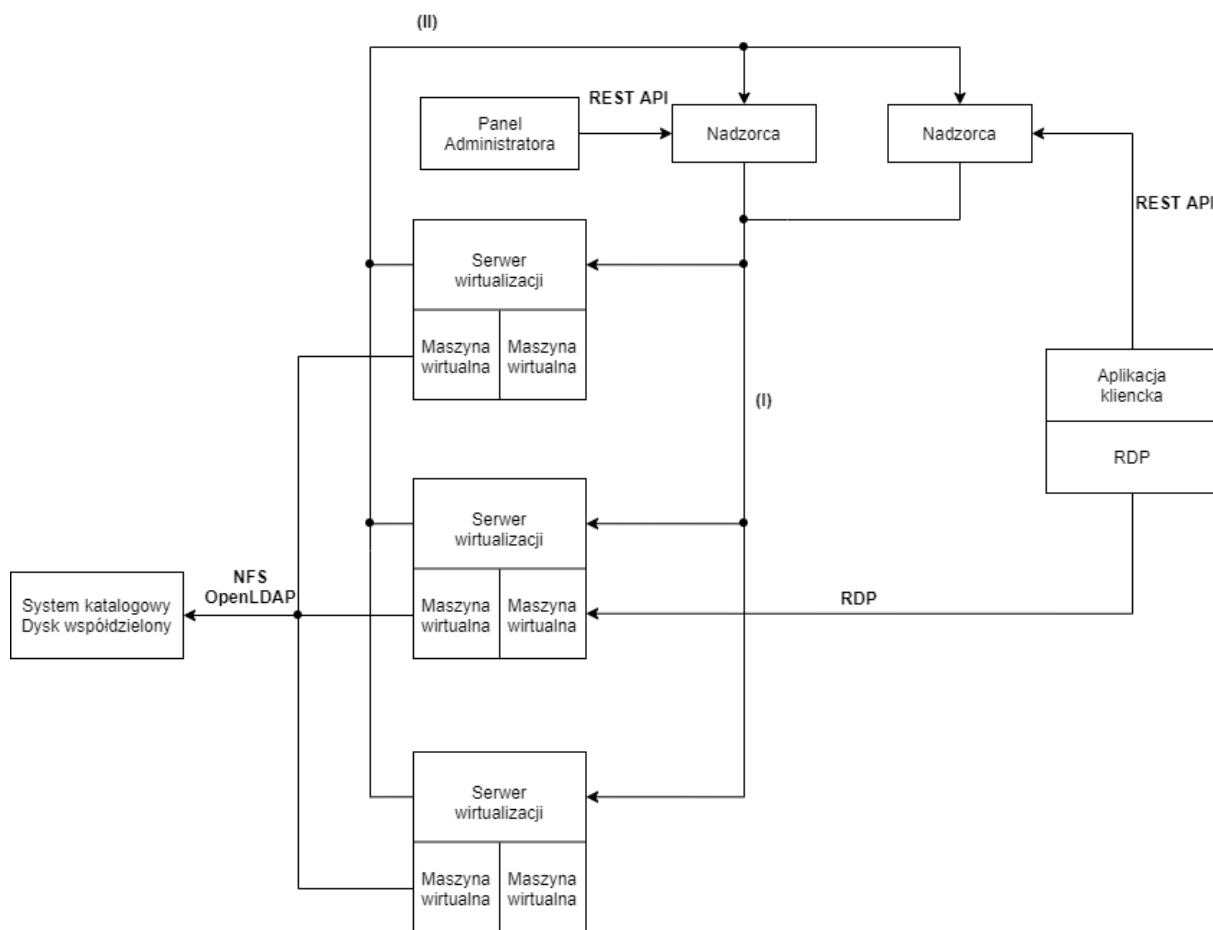 (II)
REST API
Panel
Administratora
Nadzorca
Nadzorca
REST API
Serwer
wirtualizacji
Maszyna
wirtualna
Maszyna
wirtualna
(I)
Aplikacja
kliencka
RDP
Serwer
wirtualizacji
Maszyna
wirtualna
Maszyna
wirtualna
NFS
OpenLDAP
System katalogowy
Dysk współdzielony
RDP
Serwer
wirtualizacji
Maszyna
wirtualna
Maszyna
wirtualna